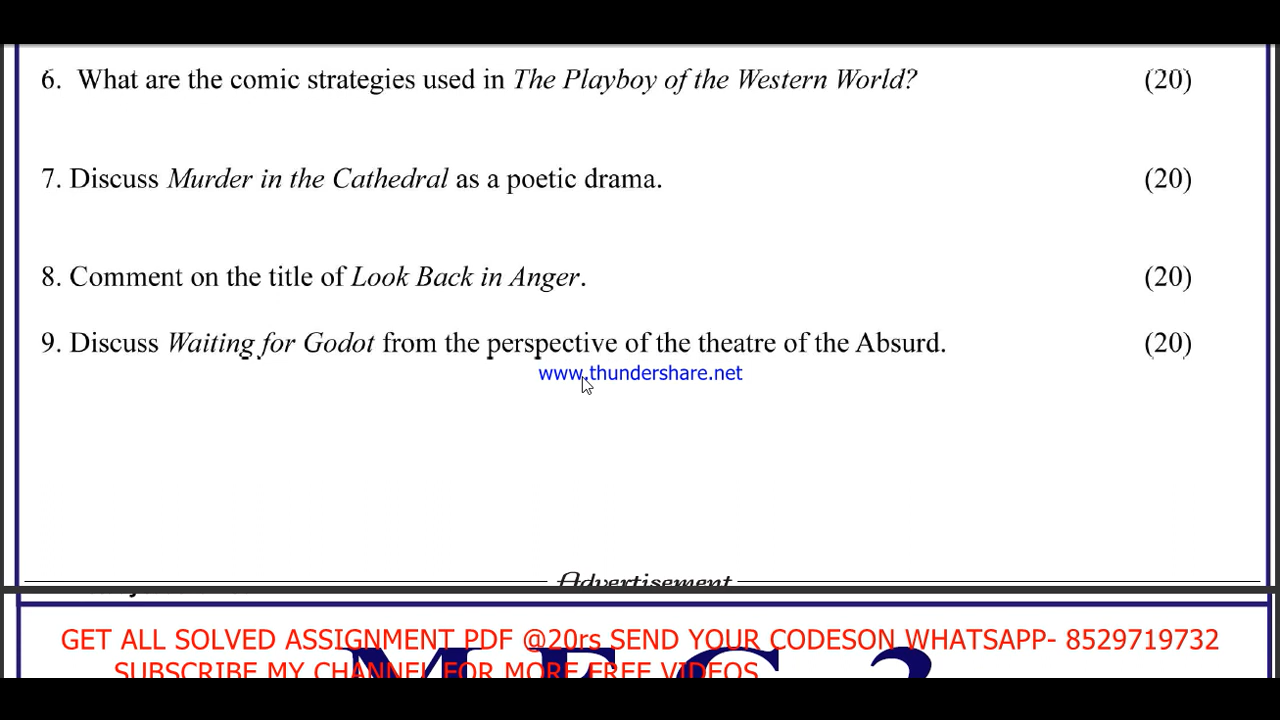 6. What are the comic strategies used in The Playboy of the Western World? (20)
7. Discuss Murder in the Cathedral as a poetic drama. (20)
8. Comment on the title of Look Back in Anger. (20)
9. Discuss Waiting for Godot from the perspective of the theatre of the Absurd. (20)
www.thundershare.net
Advertisement
GET ALL SOLVED ASSIGNMENT PDF @20rs SEND YOUR CODESON WHATSAPP- 8529719732
SUBSCRIBE MY CHANNEL FOR MORE FREE VIDEOS